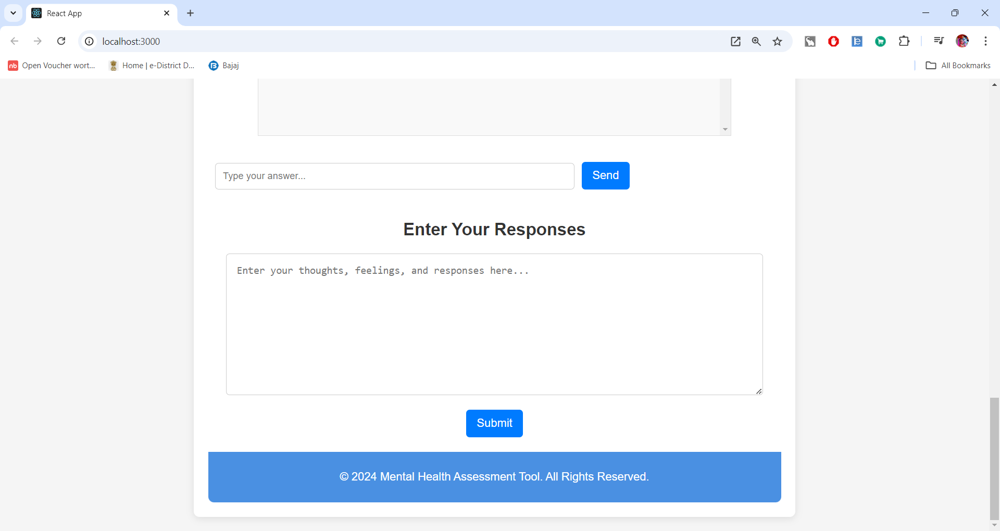 React App
localhost:3000
nb Open Voucher wort... Home | e-District D... B Bajaj All Bookmarks
Type your answer... Send
Enter Your Responses
Enter your thoughts, feelings, and responses here...
Submit
© 2024 Mental Health Assessment Tool. All Rights Reserved.